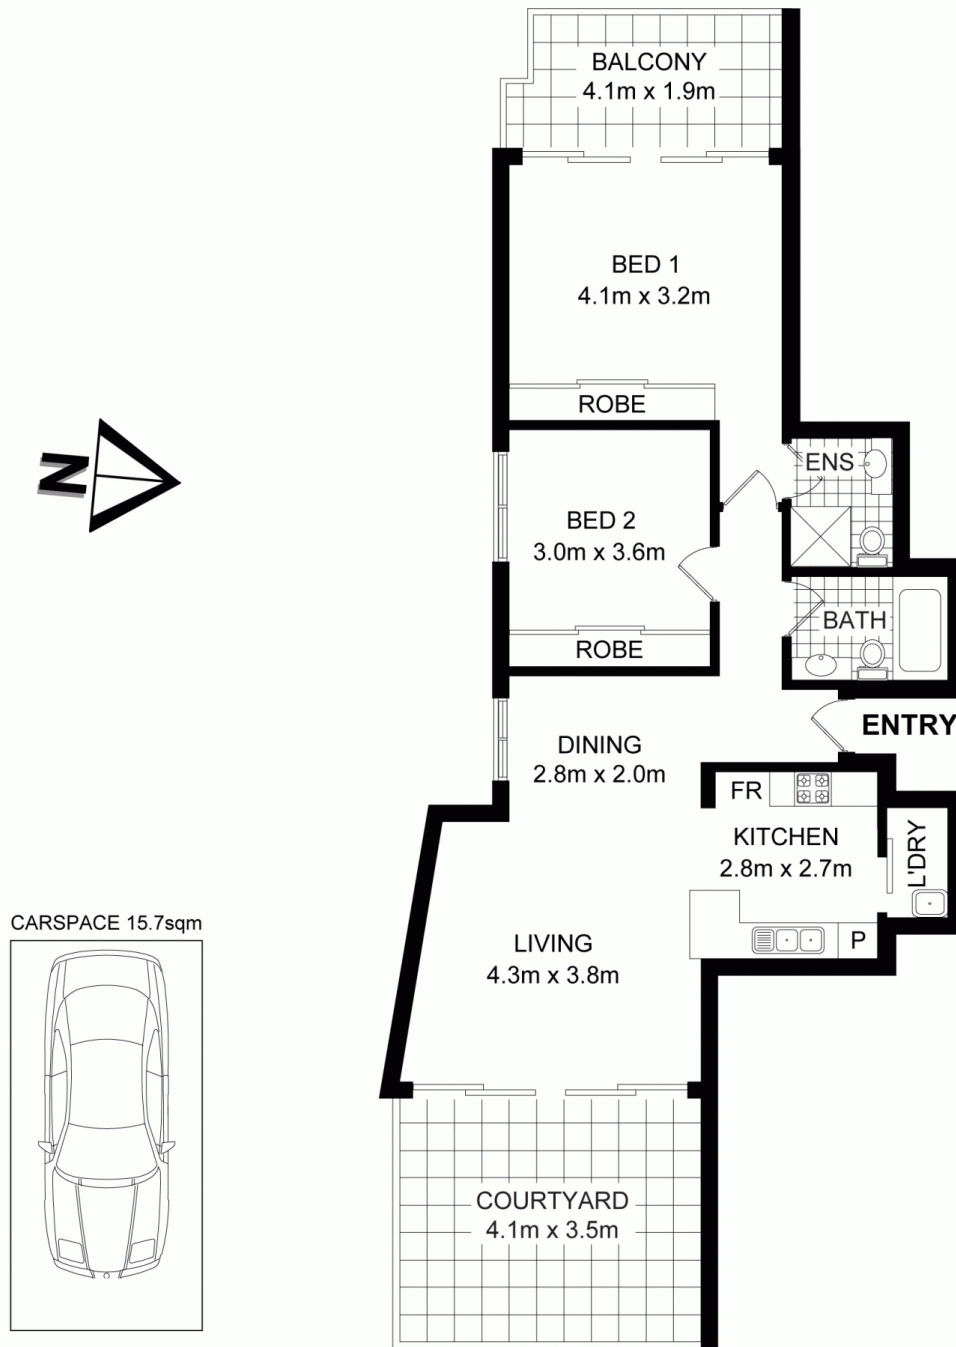 BALCONY
4.1m x 1.9m
BED 1
4.1m x 3.2m
ROBE
ENS
N
BED 2
3.0m x 3.6m
BATH
ROBE
ENTRY
DINING
2.8m x 2.0m
FR
KITCHEN
2.8m x 2.7m
L'DRY
CARSPACE 15.7sqm
LIVING
4.3m x 3.8m
P
COURTYARD
4.1m x 3.5m